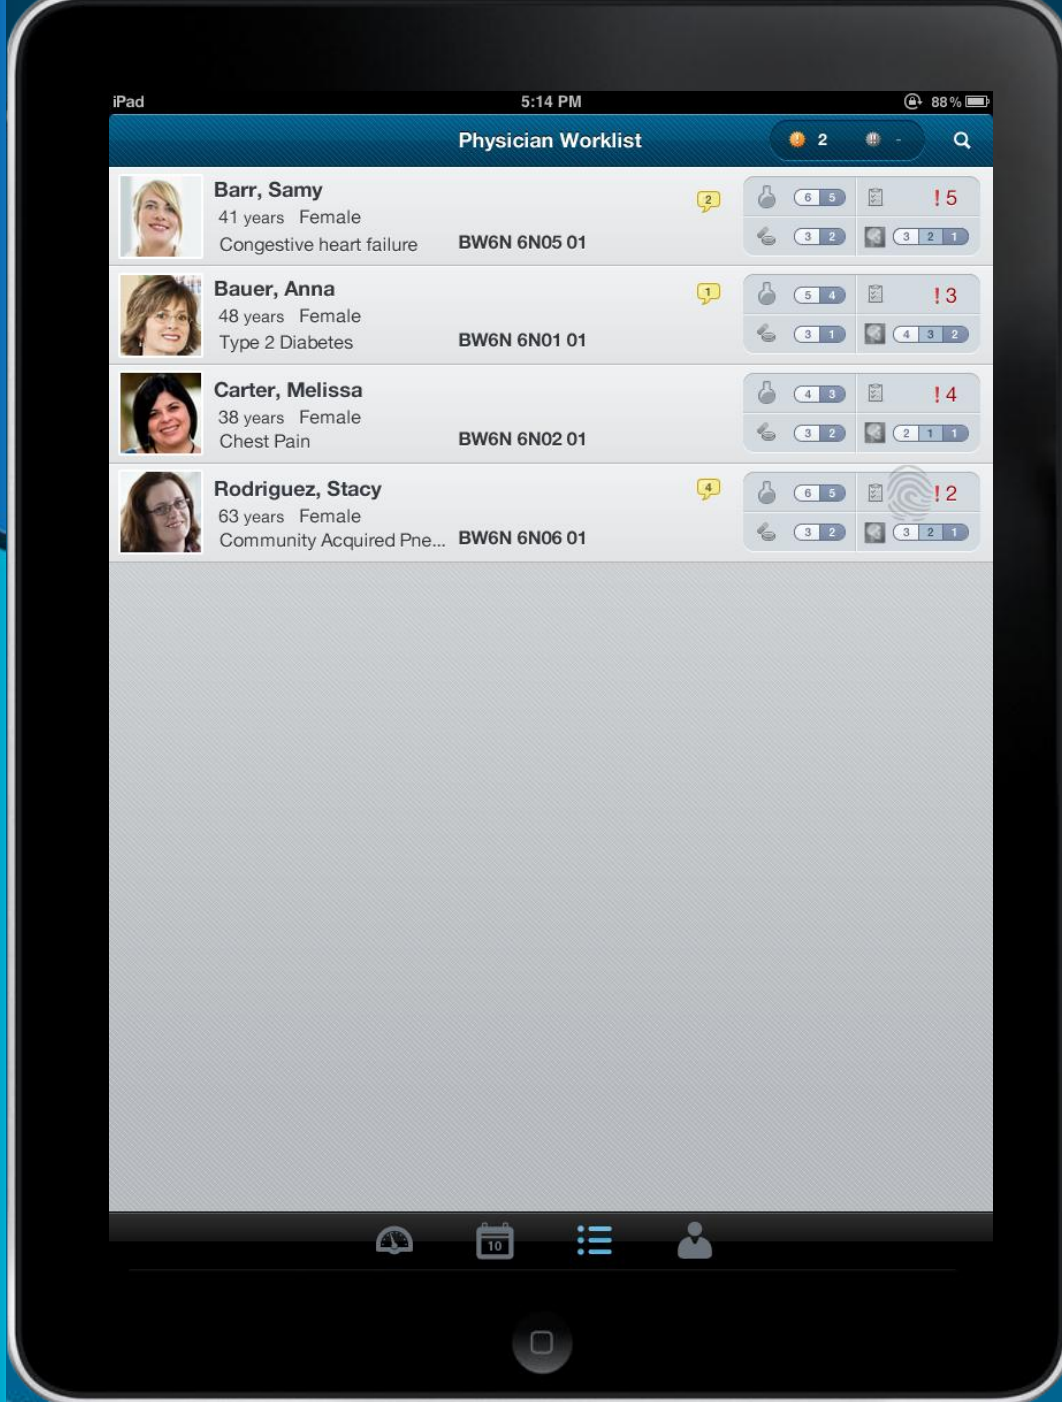 iPad 5:14 PM 88%
Physician Worklist 2 -
Barr, Samy
41 years Female
Congestive heart failure BW6N 6N05 01
2
6 5 ! 5
3 2 3 2 1
Bauer, Anna
48 years Female
Type 2 Diabetes BW6N 6N01 01
1
5 4 ! 3
3 1 4 3 2
Carter, Melissa
38 years Female
Chest Pain BW6N 6N02 01
4 3 ! 4
3 2 2 1 1
Rodriguez, Stacy
63 years Female
Community Acquired Pne... BW6N 6N06 01
4
6 5 ! 2
3 2 3 2 1
10